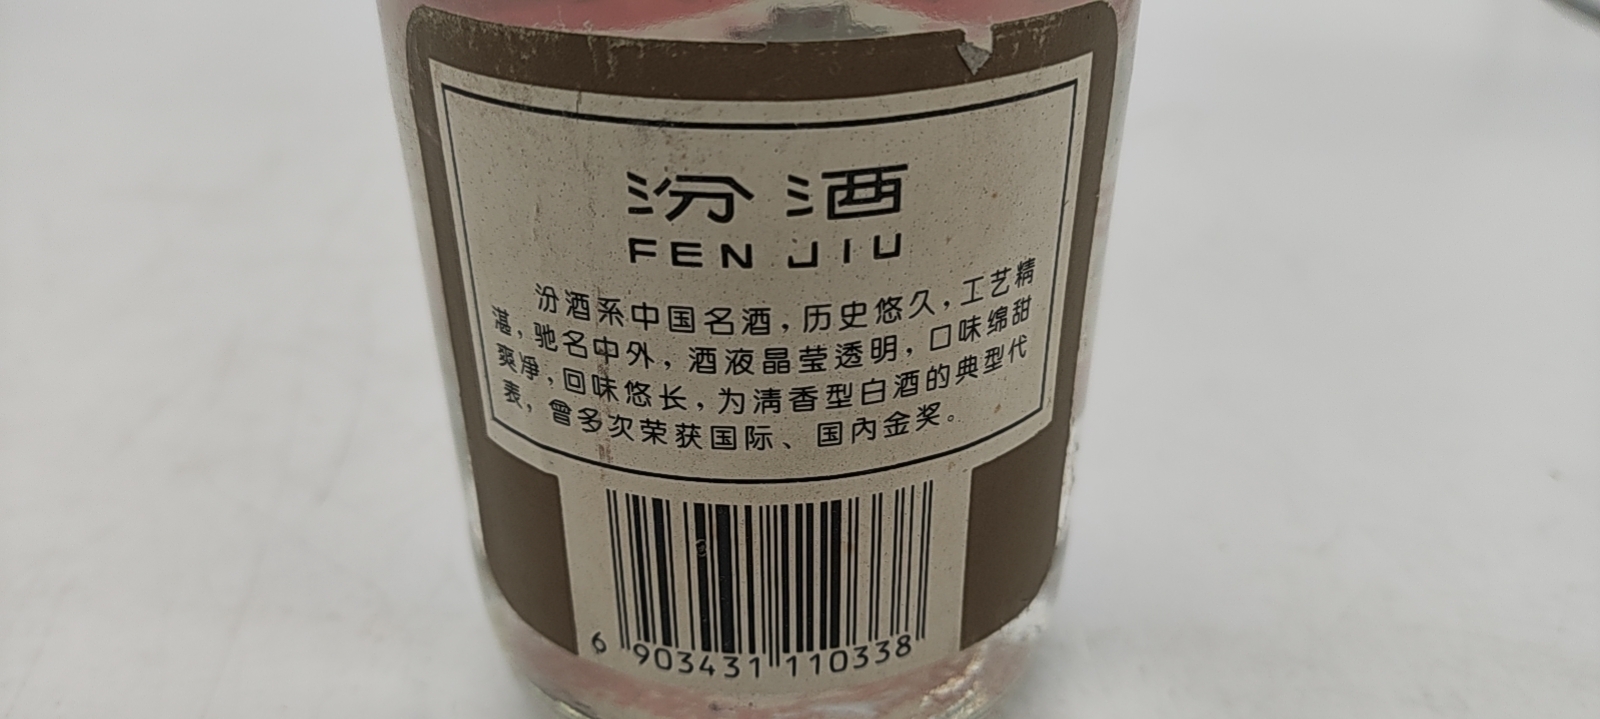 汾酒
FEN JIU
汾酒系中国名酒，历史悠久，工艺精
湛，驰名中外，酒液晶莹透明，口味绵甜
爽净，回味悠长，为清香型白酒的典型代
表，曾多次荣获国际、国内金奖。
6 903431 110338